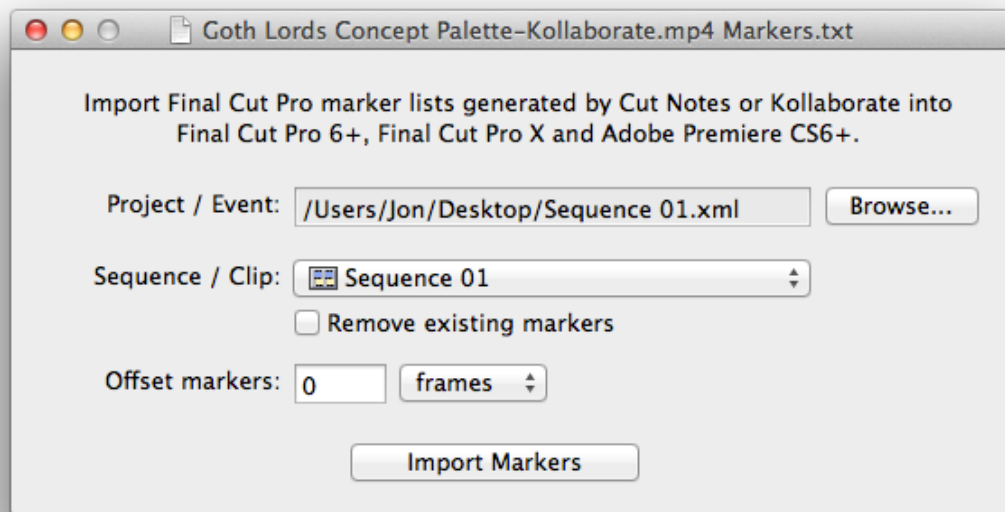 Goth Lords Concept Palette-Kollaborate.mp4 Markers.txt
Import Final Cut Pro marker lists generated by Cut Notes or Kollaborate into
Final Cut Pro 6+, Final Cut Pro X and Adobe Premiere CS6+.
Project / Event: /Users/Jon/Desktop/Sequence 01.xml Browse...
Sequence / Clip: Sequence 01
Remove existing markers
Offset markers: 0 frames
Import Markers